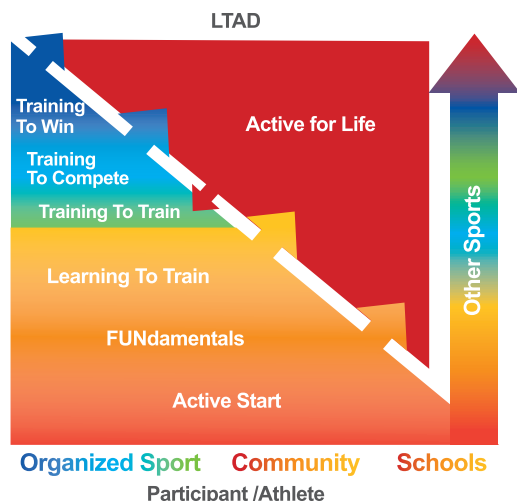 LTAD
Training
To Win
Active for Life
Training
To Compete
Training To Train
Learning To Train
FUNdamentals
Active Start
Other Sports
Organized Sport
Community
Schools
Participant /Athlete